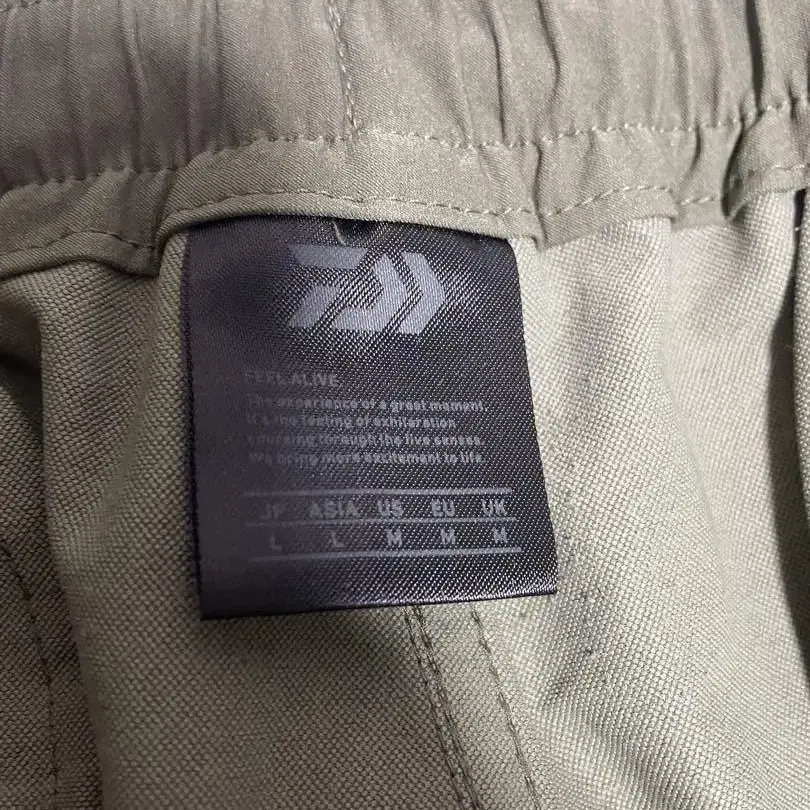 FEEL ALIVE.
The experience of a great moment.
It's the feeling of exhilaration
coursing through the five senses.
We bring more excitement to life.
JP ASIA US EU UK
L L M M M